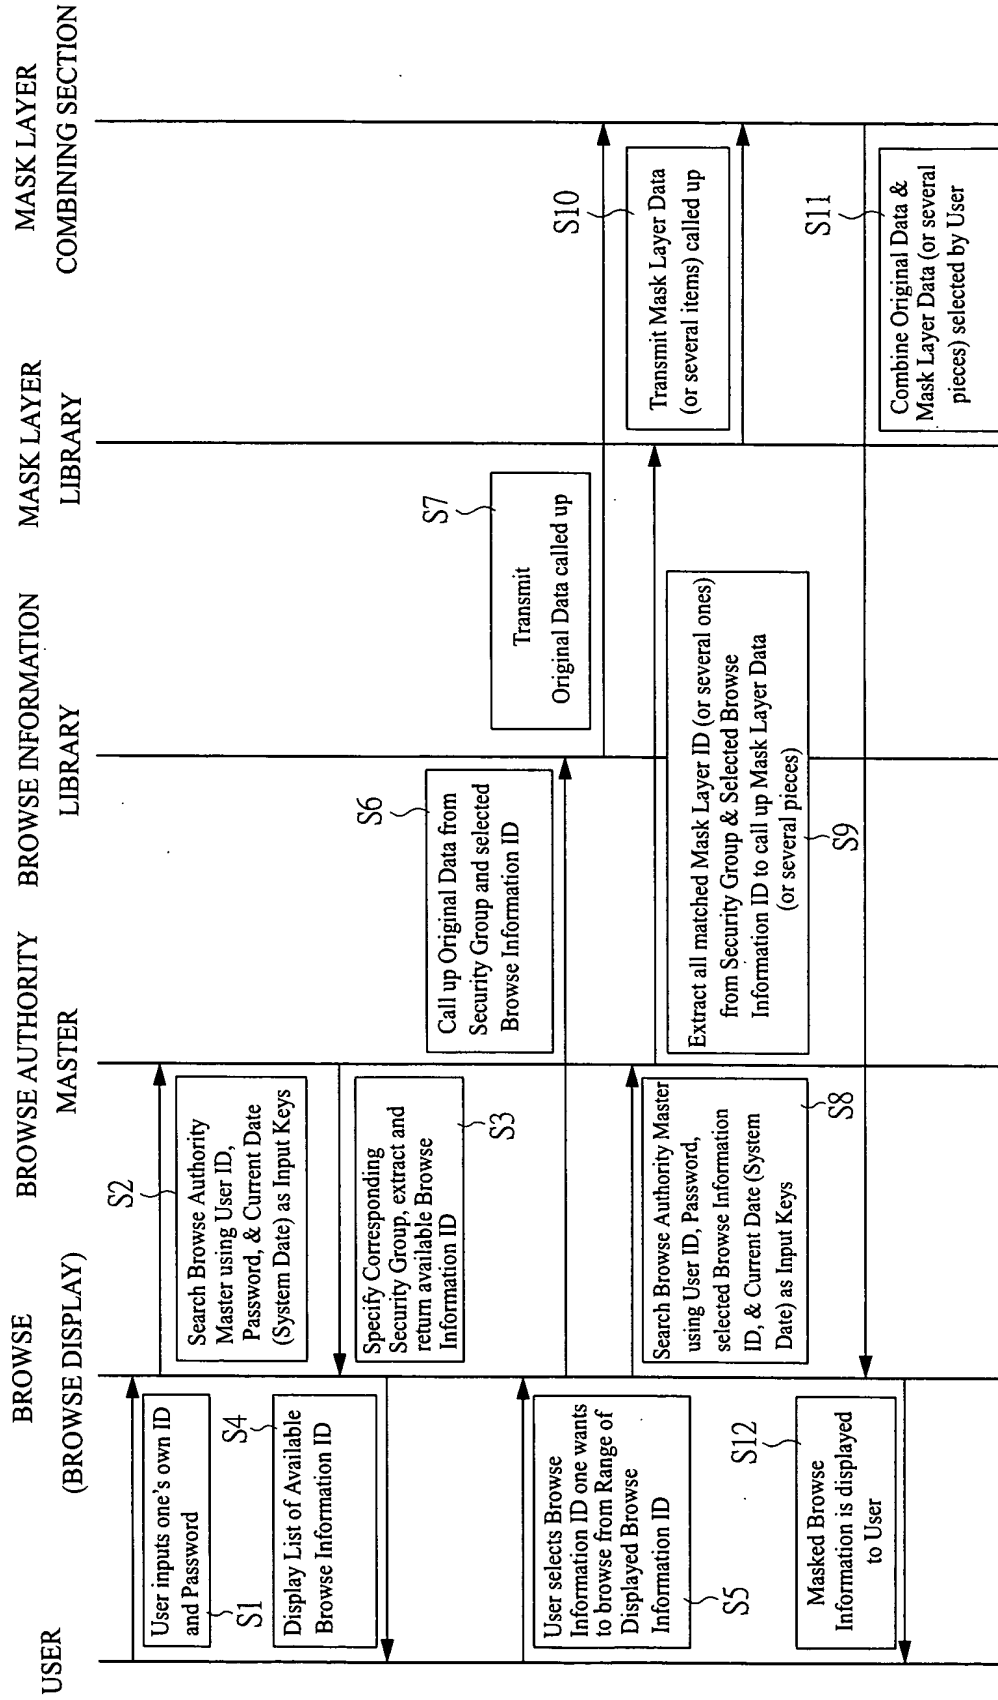 USER
BROWSE
(BROWSE DISPLAY)
BROWSE AUTHORITY
MASTER
BROWSE INFORMATION
LIBRARY
MASK LAYER
LIBRARY
MASK LAYER
COMBINING SECTION
User inputs one's own ID
and Password
S1
S2
Search Browse Authority
Master using User ID,
Password, & Current Date
(System Date) as Input Keys
Specify Corresponding
Security Group, extract and
return available Browse
Information ID
S3
S4
Display List of Available
Browse Information ID
User selects Browse
Information ID one wants
to browse from Range of
Displayed Browse
Information ID
S5
S6
Call up Original Data from
Security Group and selected
Browse Information ID
S7
Transmit
Original Data called up
Search Browse Authority Master
using User ID, Password,
selected Browse Information
ID, & Current Date (System
Date) as Input Keys
S8
Extract all matched Mask Layer ID (or several ones)
from Security Group & Selected Browse
Information ID to call up Mask Layer Data
(or several pieces)
S9
S10
Transmit Mask Layer Data
(or several items) called up
S11
Combine Original Data &
Mask Layer Data (or several
pieces) selected by User
S12
Masked Browse
Information is displayed
to User